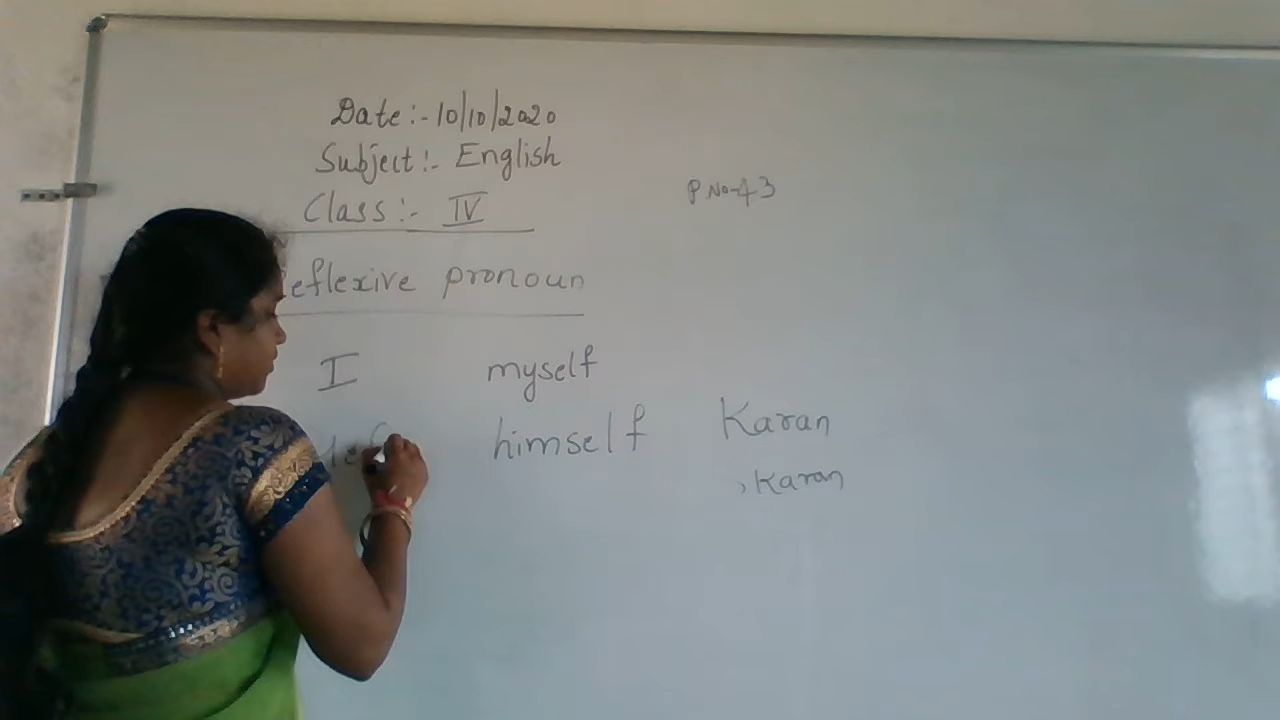 Date:- 10/10/2020
Subject:- English
Class:- IV
P No-43
eflexive pronoun
I myself
himself Karan
, Karan